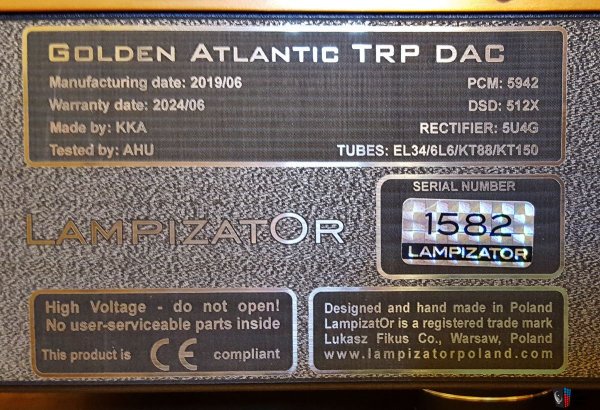 GOLDEN ATLANTIC TRP DAC
Manufacturing date: 2019/06 PCM: 5942
Warranty date: 2024/06 DSD: 512X
Made by: KKA RECTIFIER: 5U4G
Tested by: AHU TUBES: EL34/6L6/KT88/KT150
SERIAL NUMBER
1582
LAMPIZATOR
LAMPIZATOR
High Voltage - do not open!
No user-serviceable parts inside
This product is CE compliant
Designed and hand made in Poland
LampizatOr is a registered trade mark
Lukasz Fikus Co., Warsaw, Poland
www.lampizatorpoland.com